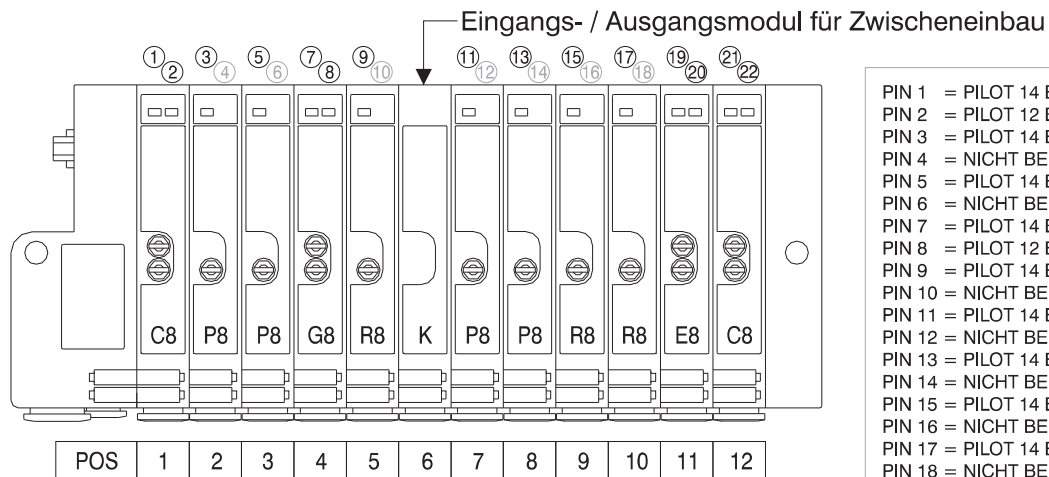 Eingangs- / Ausgangsmodul für Zwischeneinbau
1 2 3 4 5 6 7 8 9 10 11 12 13 14 15 16 17 18 19 20 21 22
C8 P8 P8 G8 R8 K P8 P8 R8 R8 E8 C8
POS 1 2 3 4 5 6 7 8 9 10 11 12
PIN 1 = PILOT 14
PIN 2 = PILOT 12
PIN 3 = PILOT 14
PIN 4 = NICHT BE
PIN 5 = PILOT 14
PIN 6 = NICHT BE
PIN 7 = PILOT 14
PIN 8 = PILOT 12
PIN 9 = PILOT 14
PIN 10 = NICHT BE
PIN 11 = PILOT 14
PIN 12 = NICHT BE
PIN 13 = PILOT 14
PIN 14 = NICHT BE
PIN 15 = PILOT 14
PIN 16 = NICHT BE
PIN 17 = PILOT 14
PIN 18 = NICHT BE